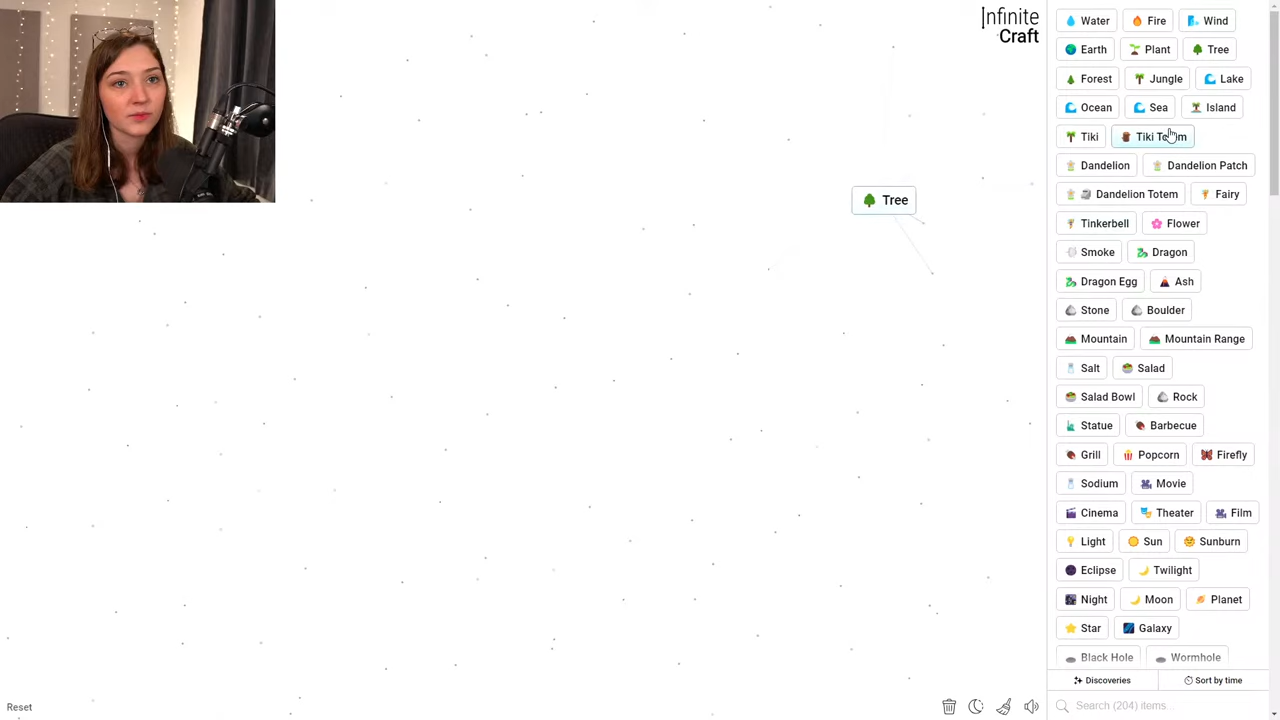 Infinite
Craft
Tree
Water
Fire
Wind
Earth
Plant
Tree
Forest
Jungle
Lake
Ocean
Sea
Island
Tiki
Tiki Totem
Dandelion
Dandelion Patch
Dandelion Totem
Fairy
Tinkerbell
Flower
Smoke
Dragon
Dragon Egg
Ash
Stone
Boulder
Mountain
Mountain Range
Salt
Salad
Salad Bowl
Rock
Statue
Barbecue
Grill
Popcorn
Firefly
Sodium
Movie
Cinema
Theater
Film
Light
Sun
Sunburn
Eclipse
Twilight
Night
Moon
Planet
Star
Galaxy
Black Hole
Wormhole
Discoveries
Sort by time
Search (204) items...
Reset